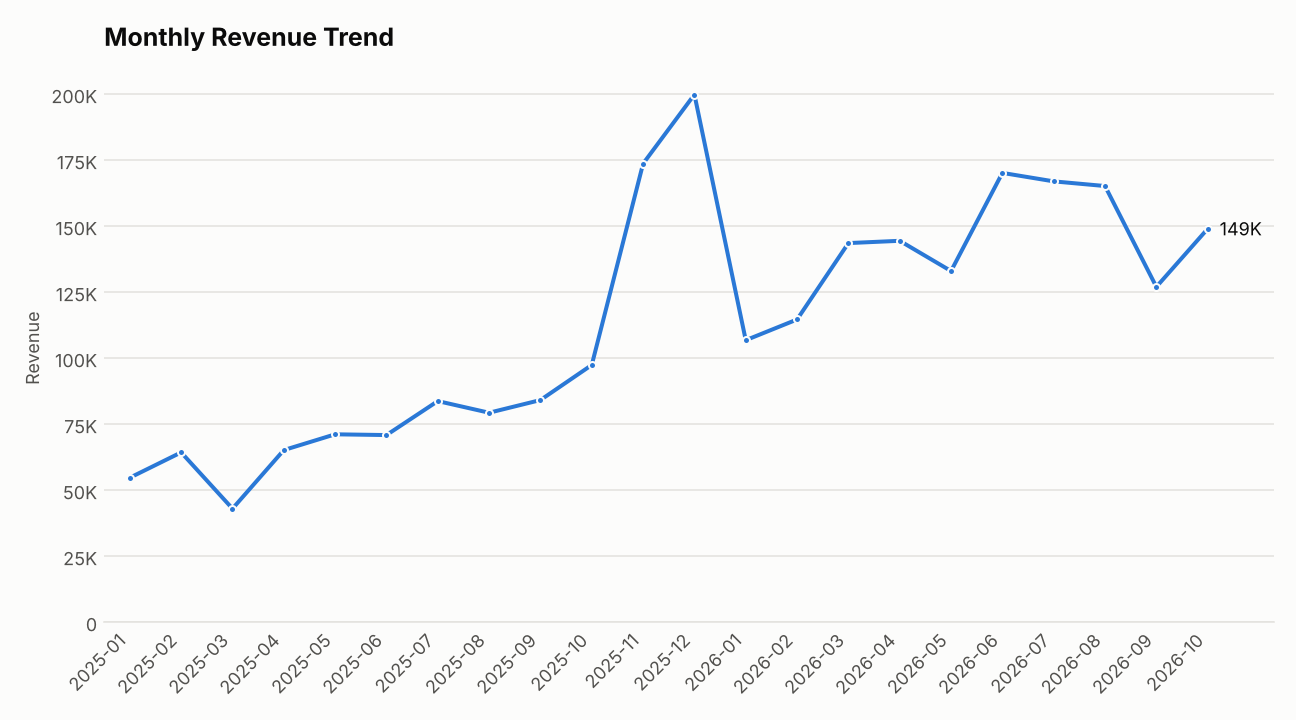 Monthly Revenue Trend
200K
175K
150K
149K
125K
100K
75K
50K
25K
0
Revenue
2025-01
2025-02
2025-03
2025-04
2025-05
2025-06
2025-07
2025-08
2025-09
2025-10
2025-11
2025-12
2026-01
2026-02
2026-03
2026-04
2026-05
2026-06
2026-07
2026-08
2026-09
2026-10